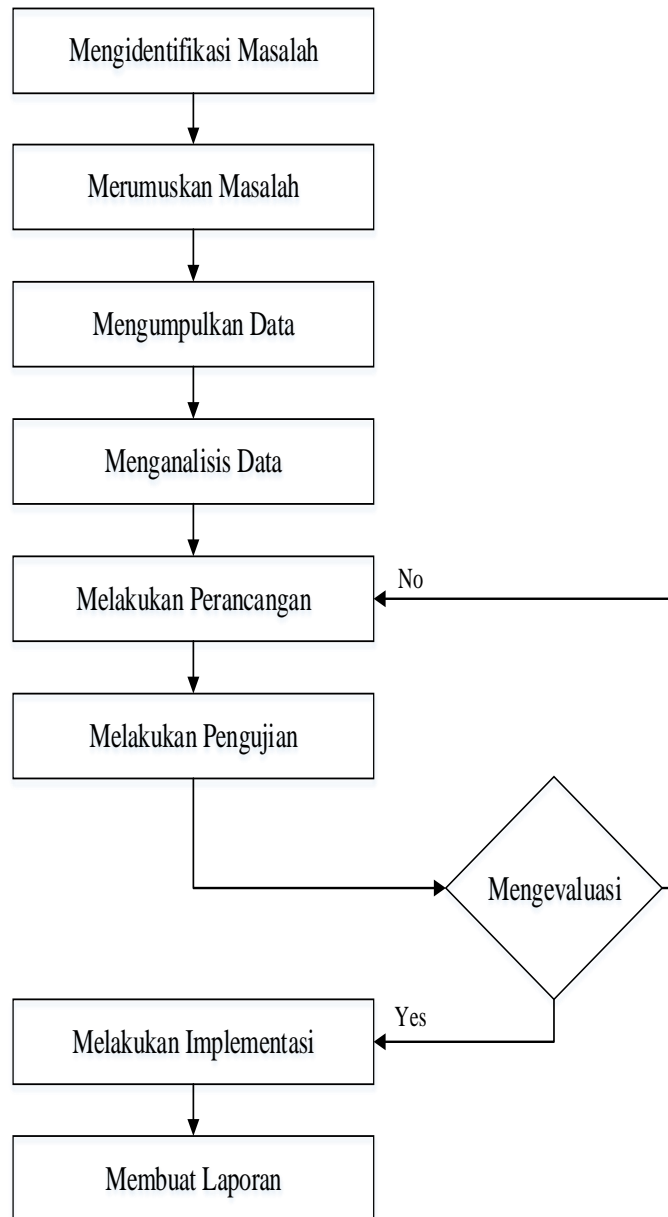 Mengidentifikasi Masalah
Merumuskan Masalah
Mengumpulkan Data
Menganalisis Data
Melakukan Perancangan
No
Melakukan Pengujian
Mengevaluasi
Yes
Melakukan Implementasi
Membuat Laporan